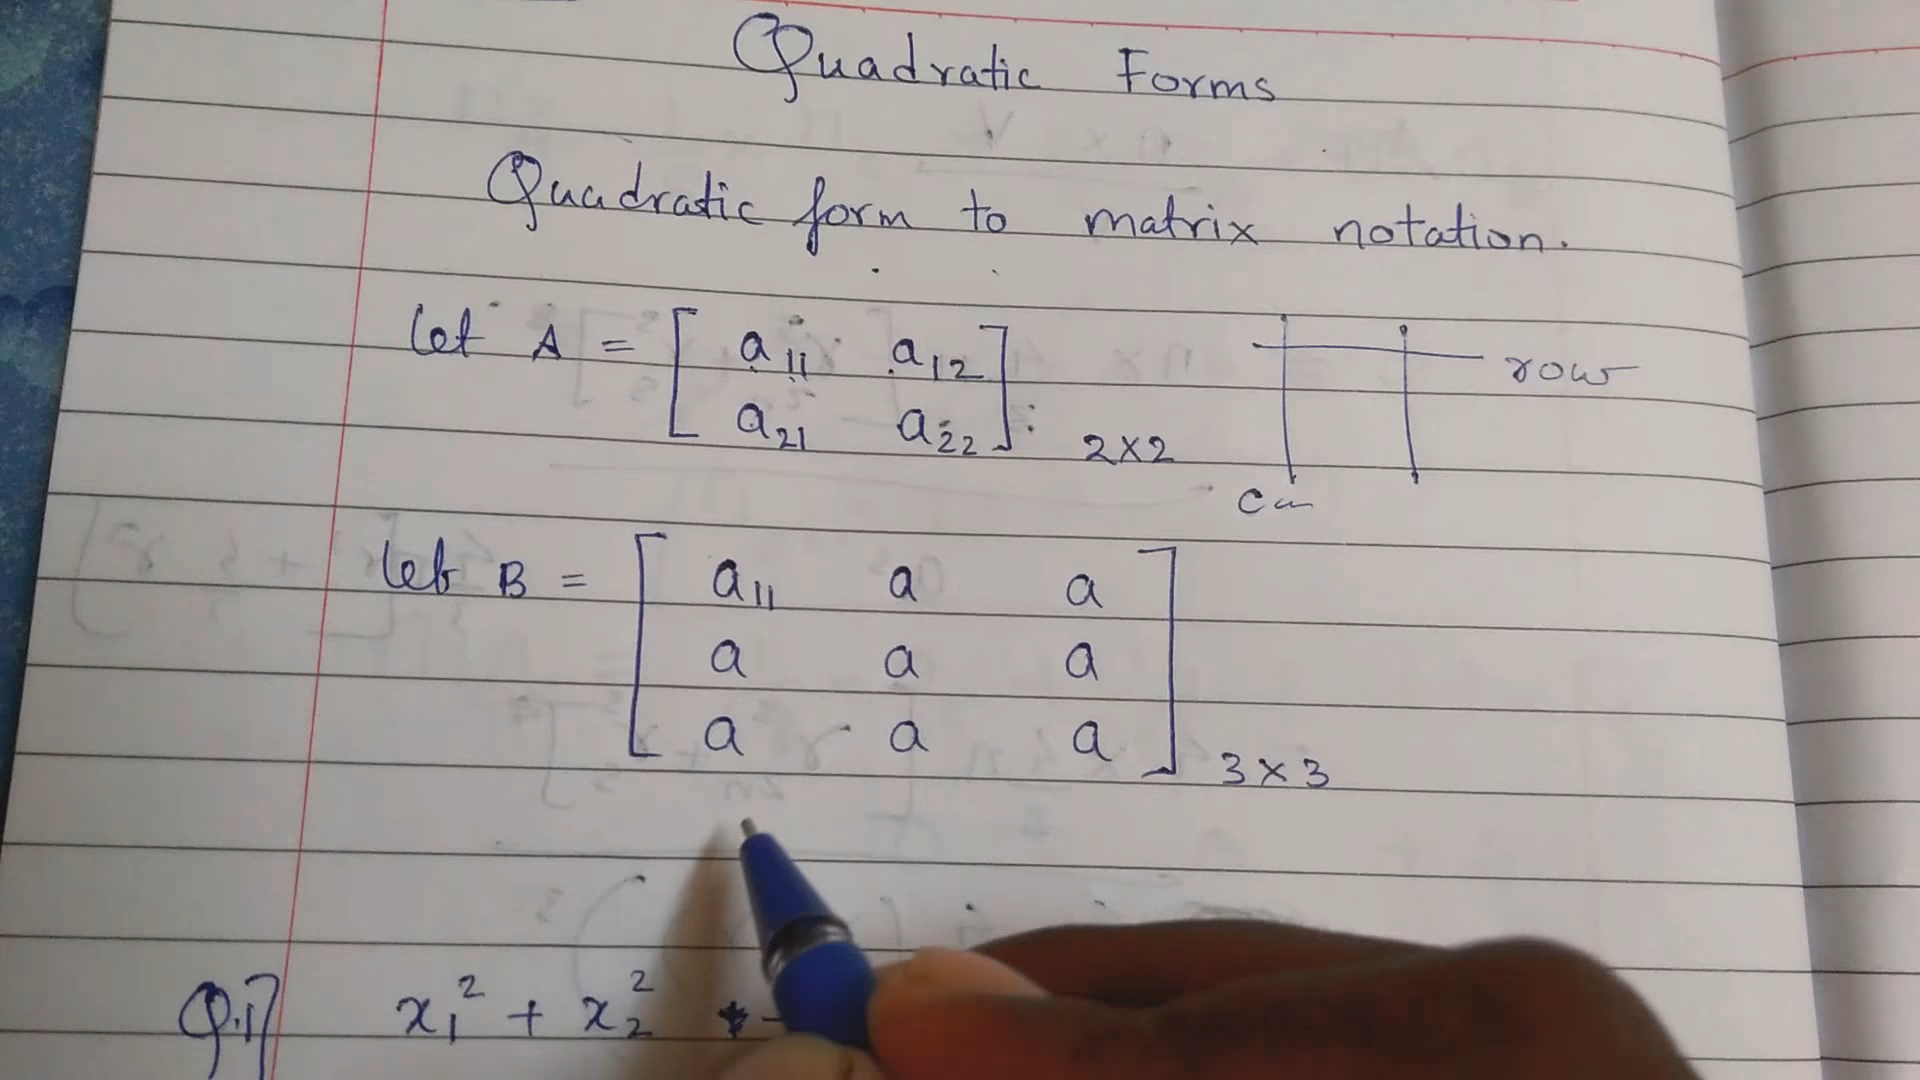 Quadratic Forms
Quadratic form to matrix notation.
Let A = [ a11 a12
a21 a22 ] 2×2
row
let B = [ a11 a a
a a a
a a a ] 3×3
Q.1] x₁² + x₂²